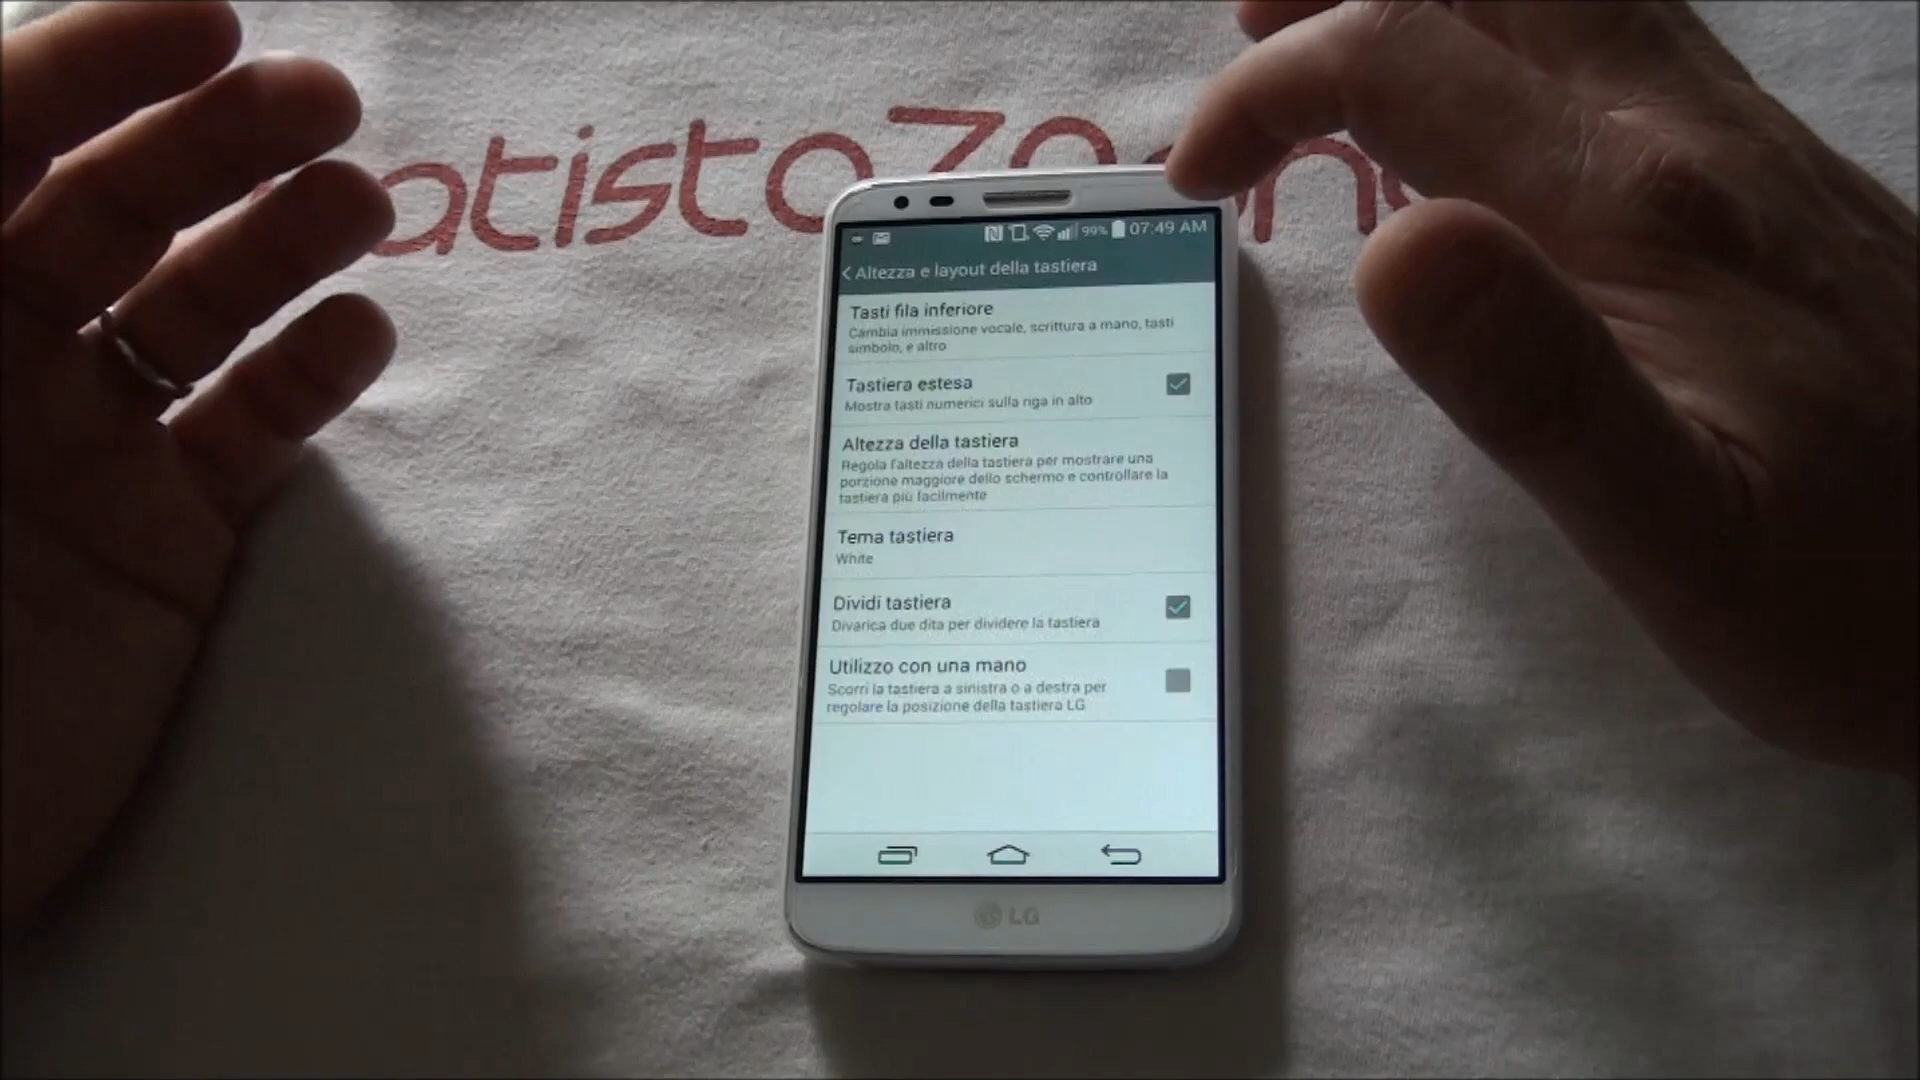 atistaZo
99% 07:49 AM
Altezza e layout della tastiera
Tasti fila inferiore
Cambia immissione vocale, scrittura a mano, tasti
simbolo, e altro
Tastiera estesa
Mostra tasti numerici sulla riga in alto
Altezza della tastiera
Regola l'altezza della tastiera per mostrare una
porzione maggiore dello schermo e controllare la
tastiera più facilmente
Tema tastiera
White
Dividi tastiera
Divarica due dita per dividere la tastiera
Utilizzo con una mano
Scorri la tastiera a sinistra o a destra per
regolare la posizione della tastiera LG
LG